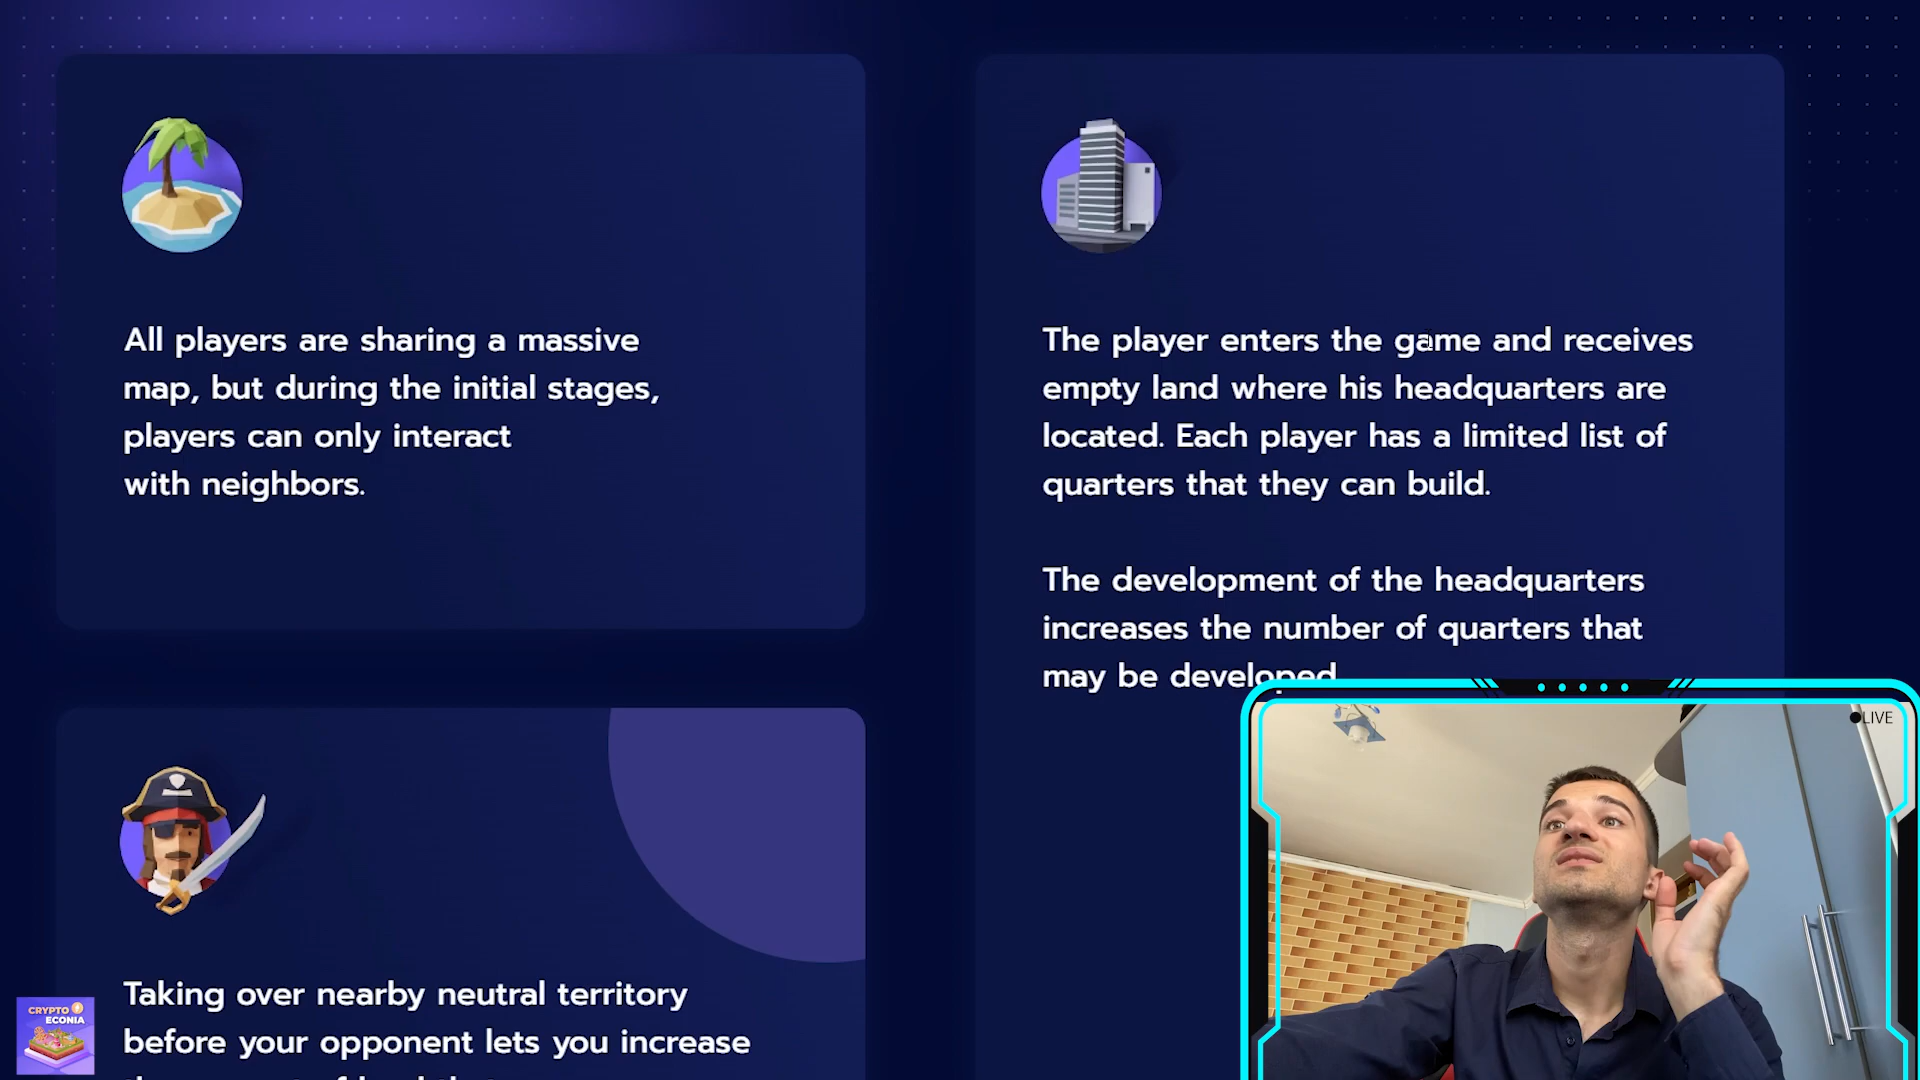 All players are sharing a massive
map, but during the initial stages,
players can only interact
with neighbors.
The player enters the game and receives
empty land where his headquarters are
located. Each player has a limited list of
quarters that they can build.
The development of the headquarters
increases the number of quarters that
may be developed
LIVE
Taking over nearby neutral territory
before your opponent lets you increase
CRYPTO
ECONIA